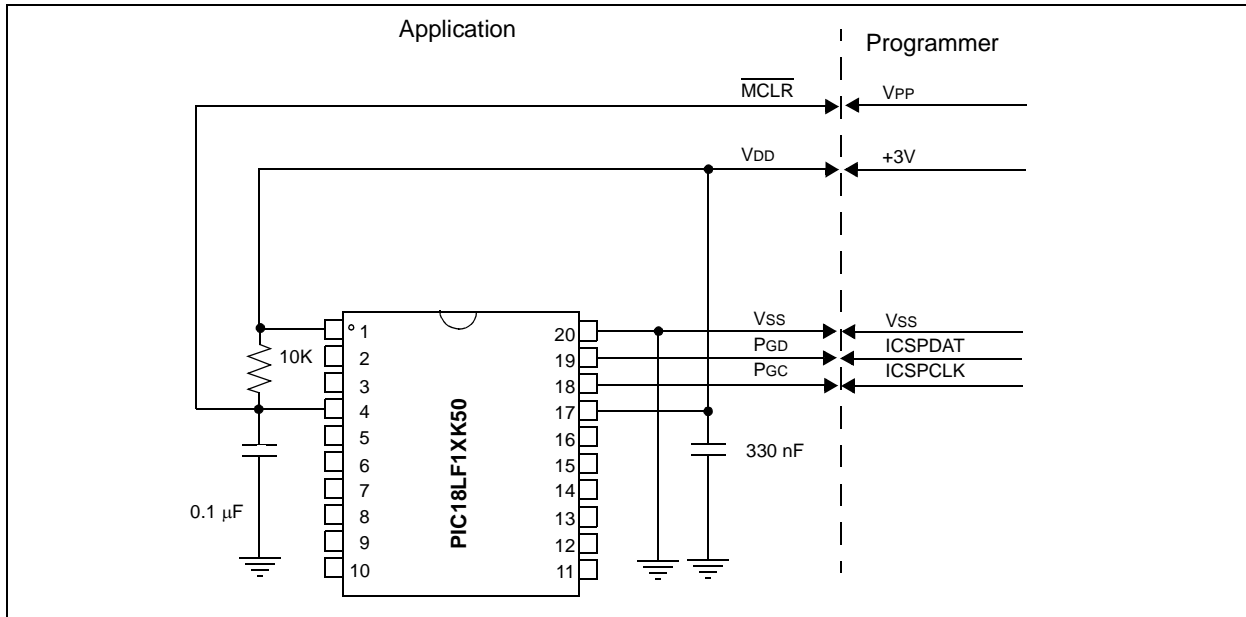 Application
Programmer
MCLR
VPP
VDD
+3V
VSS
VSS
PGD
ICSPDAT
PGC
ICSPCLK
10K
0.1 μF
330 nF
PIC18LF1XK50
1
2
3
4
5
6
7
8
9
10
20
19
18
17
16
15
14
13
12
11